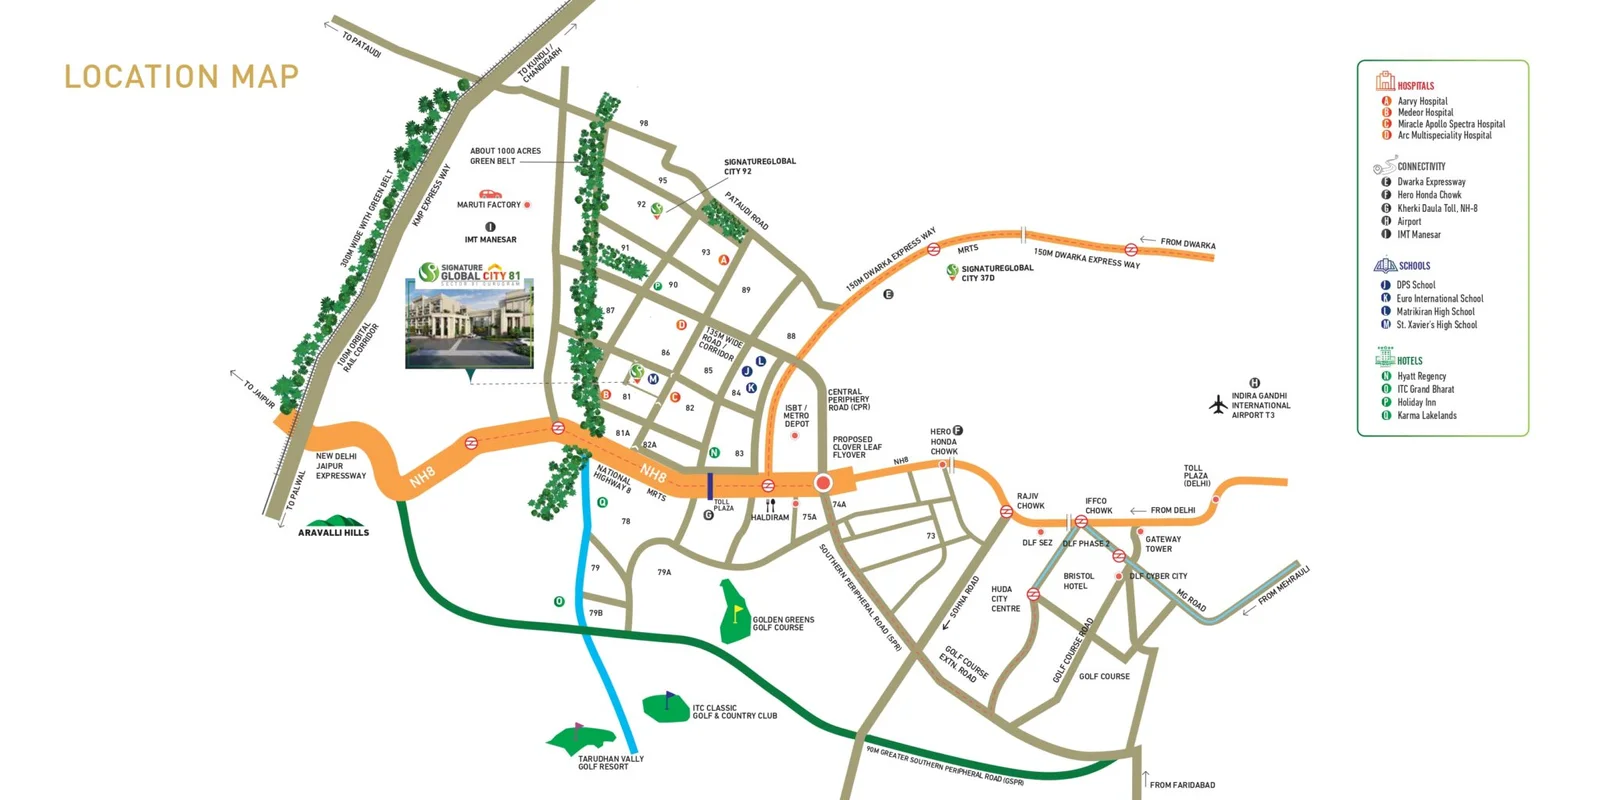 LOCATION MAP
TO PATAUDI
TO KUNDLI /
CHANDIGARH
300M WIDE WITH GREEN BELT
KMP EXPRESS WAY
100M ORBITAL
RAIL CORRIDOR
TO JAIPUR
TO PALWAL
ABOUT 1000 ACRES
GREEN BELT
MARUTI FACTORY
I
IMT MANESAR
SIGNATURE
GLOBAL CITY 81
SECTOR 81 GURUGRAM
NEW DELHI
JAIPUR
EXPRESSWAY
NH8
ARAVALLI HILLS
98
95
92
SIGNATUREGLOBAL
CITY 92
PATAUDI ROAD
91
93
A
P
90
89
87
D
135M WIDE
ROAD /
CORRIDOR
88
86
85
L
J
K
84
M
B
81
C
82
81A
82A
N
83
NATIONAL
HIGHWAY 8
NH8
MRTS
TOLL
PLAZA
G
HALDIRAM
75A
74A
ISBT /
METRO
DEPOT
CENTRAL
PERIPHERY
ROAD (CPR)
PROPOSED
CLOVER LEAF
FLYOVER
150M DWARKA EXPRESS WAY
MRTS
150M DWARKA EXPRESS WAY
FROM DWARKA
SIGNATUREGLOBAL
CITY 37D
E
H
INDIRA GANDHI
INTERNATIONAL
AIRPORT T3
HERO F
HONDA
CHOWK
NH8
73
RAJIV
CHOWK
IFFCO
CHOWK
FROM DELHI
TOLL
PLAZA
(DELHI)
DLF SEZ
DLF PHASE 2
GATEWAY
TOWER
DLF CYBER CITY
BRISTOL
HOTEL
HUDA
CITY
CENTRE
MG ROAD
FROM MEHRAULI
SOHNA ROAD
SOUTHERN PERIPHERAL ROAD (SPR)
GOLF COURSE
EXTN. ROAD
GOLF COURSE ROAD
GOLF COURSE
Q
78
79
79A
79B
O
GOLDEN GREENS
GOLF COURSE
ITC CLASSIC
GOLF & COUNTRY CLUB
TARUDHAN VALLY
GOLF RESORT
90M GREATER SOUTHERN PERIPHERAL ROAD (GSPR)
FROM FARIDABAD
HOSPITALS
A Aarvy Hospital
B Medeor Hospital
C Miracle Apollo Spectra Hospital
D Arc Multispeciality Hospital
CONNECTIVITY
E Dwarka Expressway
F Hero Honda Chowk
G Kherki Daula Toll, NH-8
H Airport
I IMT Manesar
SCHOOLS
J DPS School
K Euro International School
L Matrikiran High School
M St. Xavier's High School
HOTELS
N Hyatt Regency
O ITC Grand Bharat
P Holiday Inn
Q Karma Lakelands